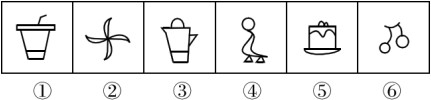 ① ② ③ ④ ⑤ ⑥